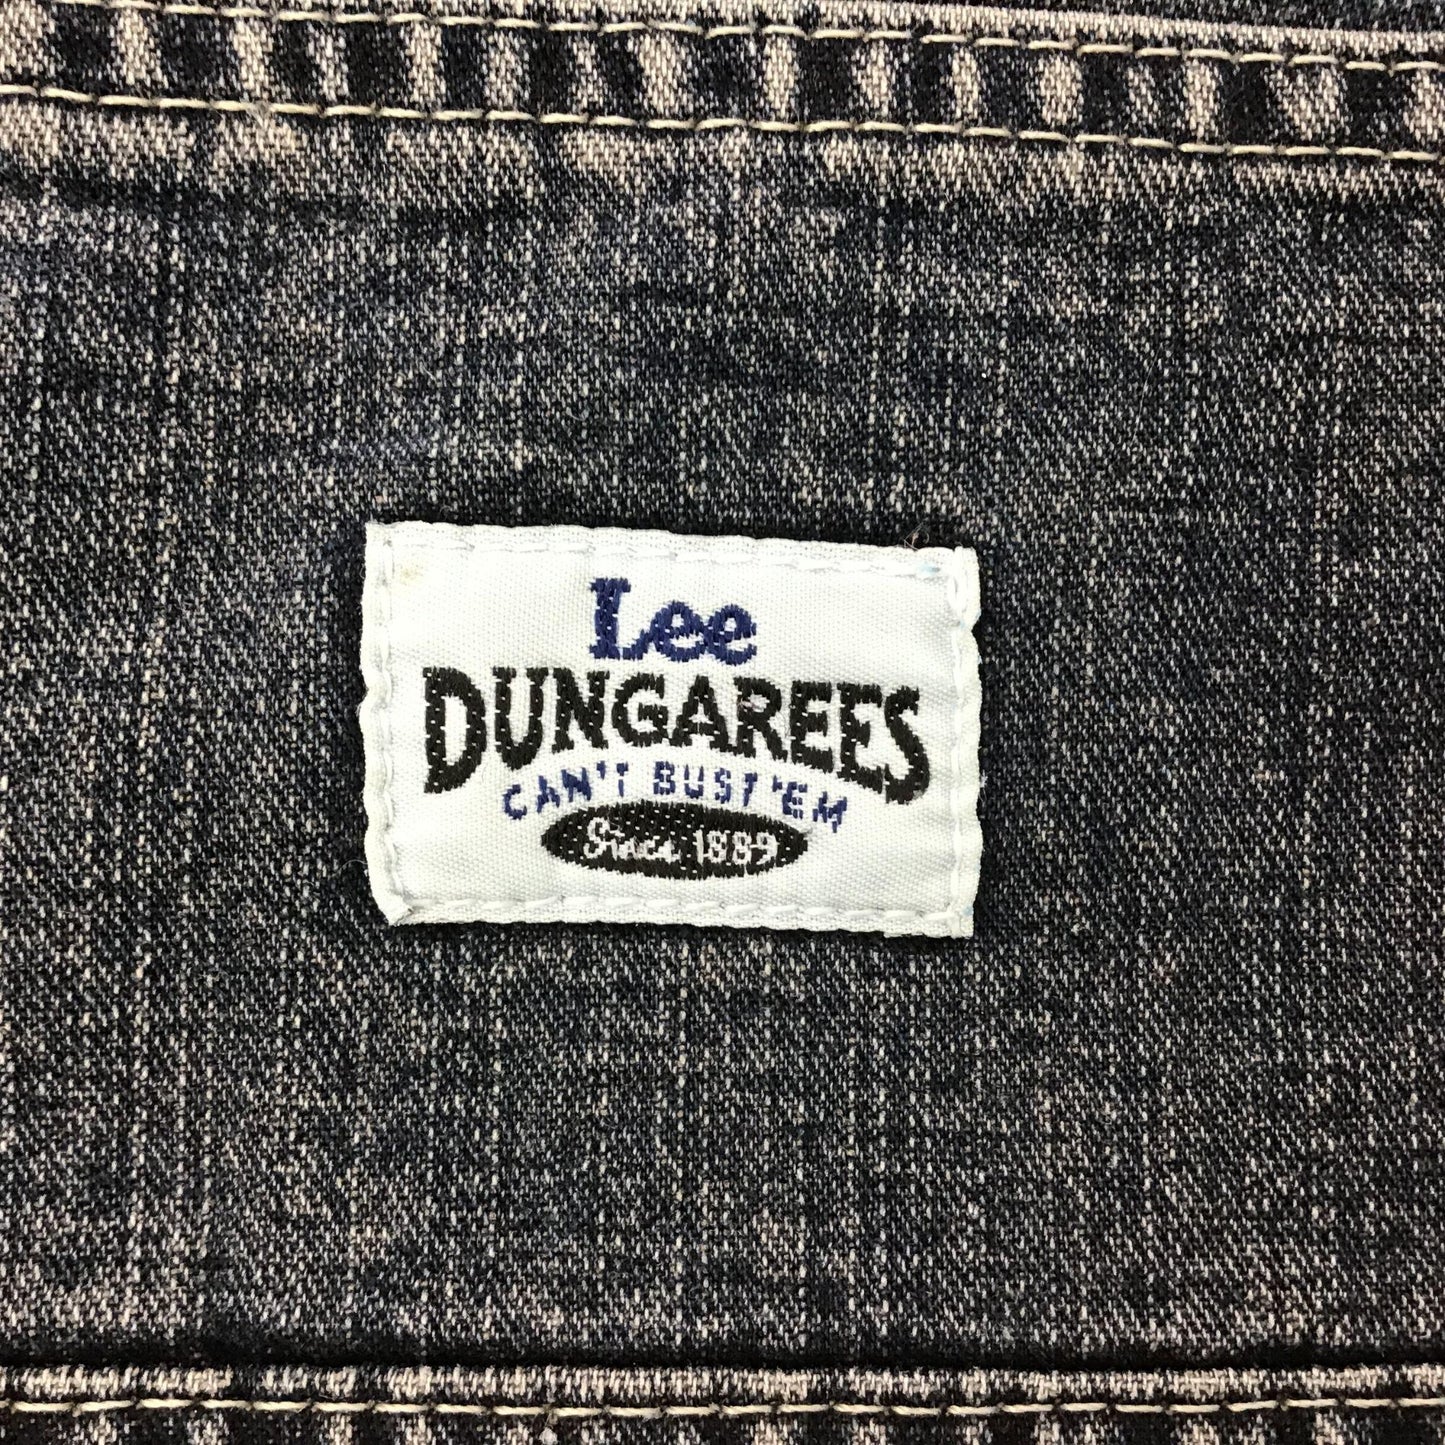 Lee
DUNGAREES
CAN'T BUST 'EM
Since 1889